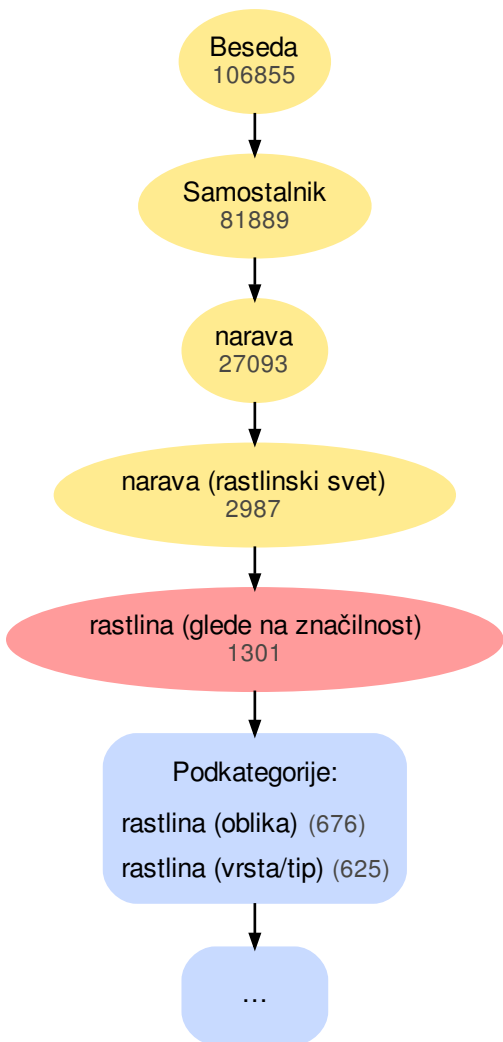 Beseda
106855
Samostalnik
81889
narava
27093
narava (rastlinski svet)
2987
rastlina (glede na značilnost)
1301
Podkategorije:
rastlina (oblika) (676)
rastlina (vrsta/tip) (625)
...